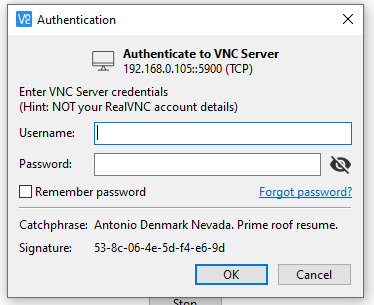 Authentication
Authenticate to VNC Server
192.168.0.105::5900 (TCP)
Enter VNC Server credentials
(Hint: NOT your RealVNC account details)
Username:
Password:
Remember password
Forgot password?
Catchphrase: Antonio Denmark Nevada. Prime roof resume.
Signature: 53-8c-06-4e-5d-f4-e6-9d
OK Cancel
Stop